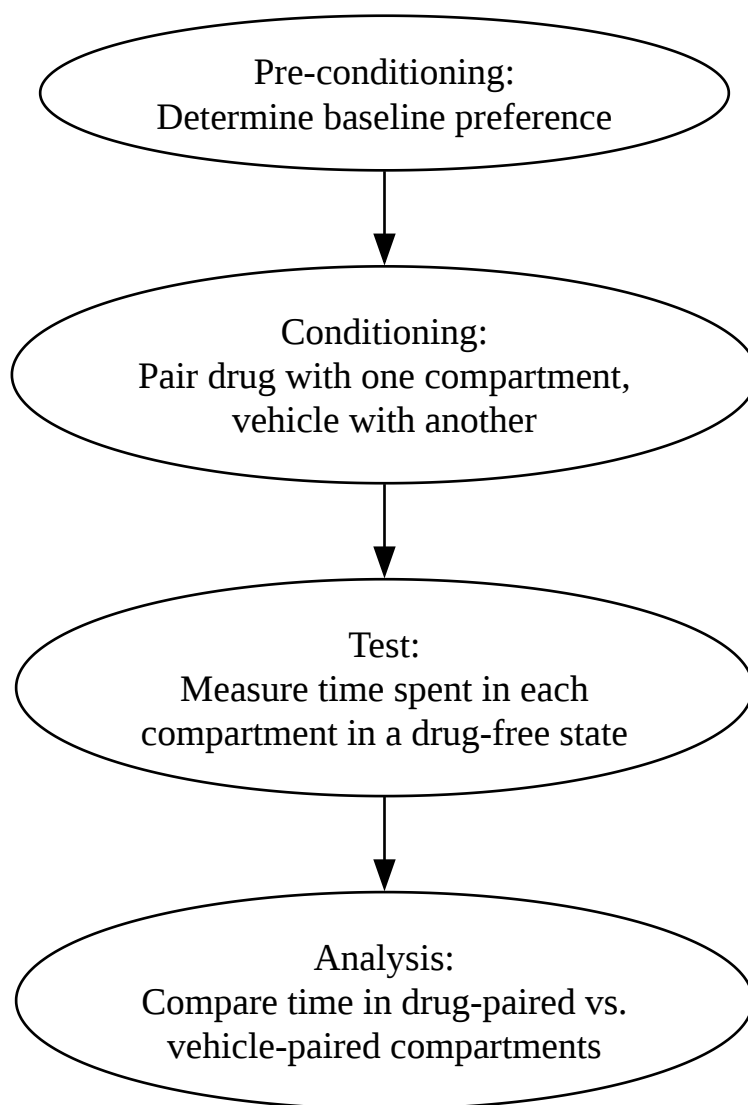 Pre-conditioning:
Determine baseline preference
Conditioning:
Pair drug with one compartment,
vehicle with another
Test:
Measure time spent in each
compartment in a drug-free state
Analysis:
Compare time in drug-paired vs.
vehicle-paired compartments